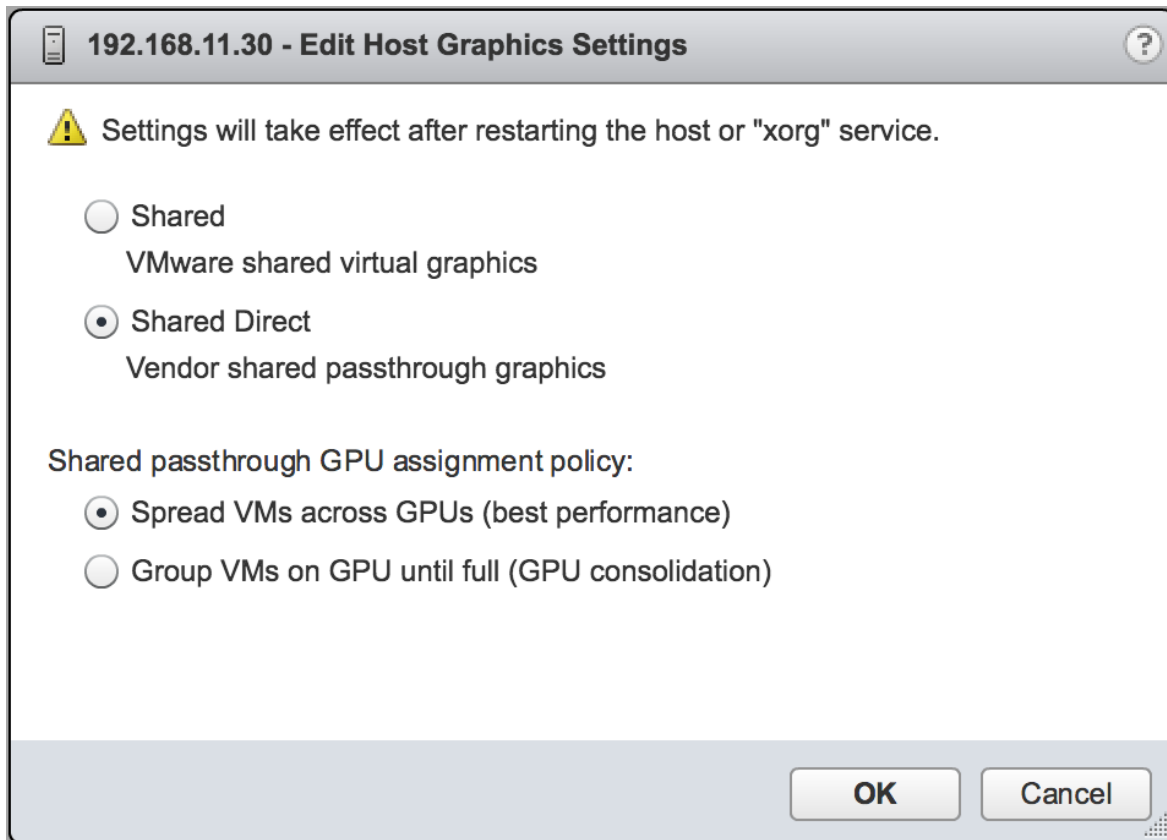 192.168.11.30 - Edit Host Graphics Settings
?
Settings will take effect after restarting the host or "xorg" service.
Shared
VMware shared virtual graphics
Shared Direct
Vendor shared passthrough graphics
Shared passthrough GPU assignment policy:
Spread VMs across GPUs (best performance)
Group VMs on GPU until full (GPU consolidation)
OK Cancel